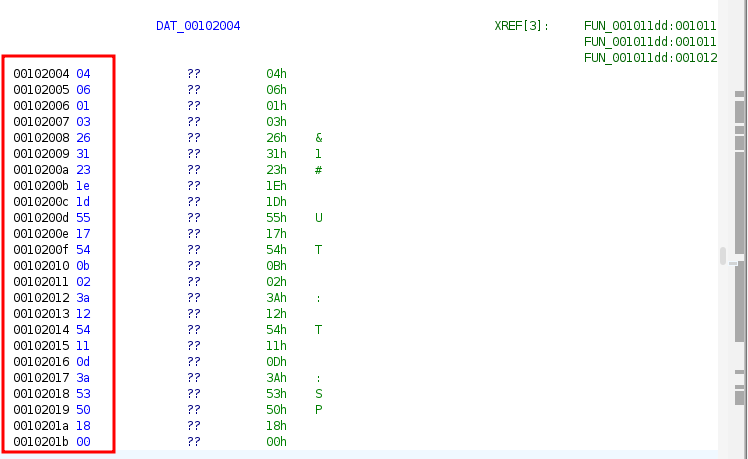 DAT_00102004 XREF[3]: FUN_001011dd:001011
FUN_001011dd:001011
FUN_001011dd:001012
00102004 04 ?? 04h
00102005 06 ?? 06h
00102006 01 ?? 01h
00102007 03 ?? 03h
00102008 26 ?? 26h &
00102009 31 ?? 31h 1
0010200a 23 ?? 23h #
0010200b 1e ?? 1Eh
0010200c 1d ?? 1Dh
0010200d 55 ?? 55h U
0010200e 17 ?? 17h
0010200f 54 ?? 54h T
00102010 0b ?? 0Bh
00102011 02 ?? 02h
00102012 3a ?? 3Ah :
00102013 12 ?? 12h
00102014 54 ?? 54h T
00102015 11 ?? 11h
00102016 0d ?? 0Dh
00102017 3a ?? 3Ah :
00102018 53 ?? 53h S
00102019 50 ?? 50h P
0010201a 18 ?? 18h
0010201b 00 ?? 00h